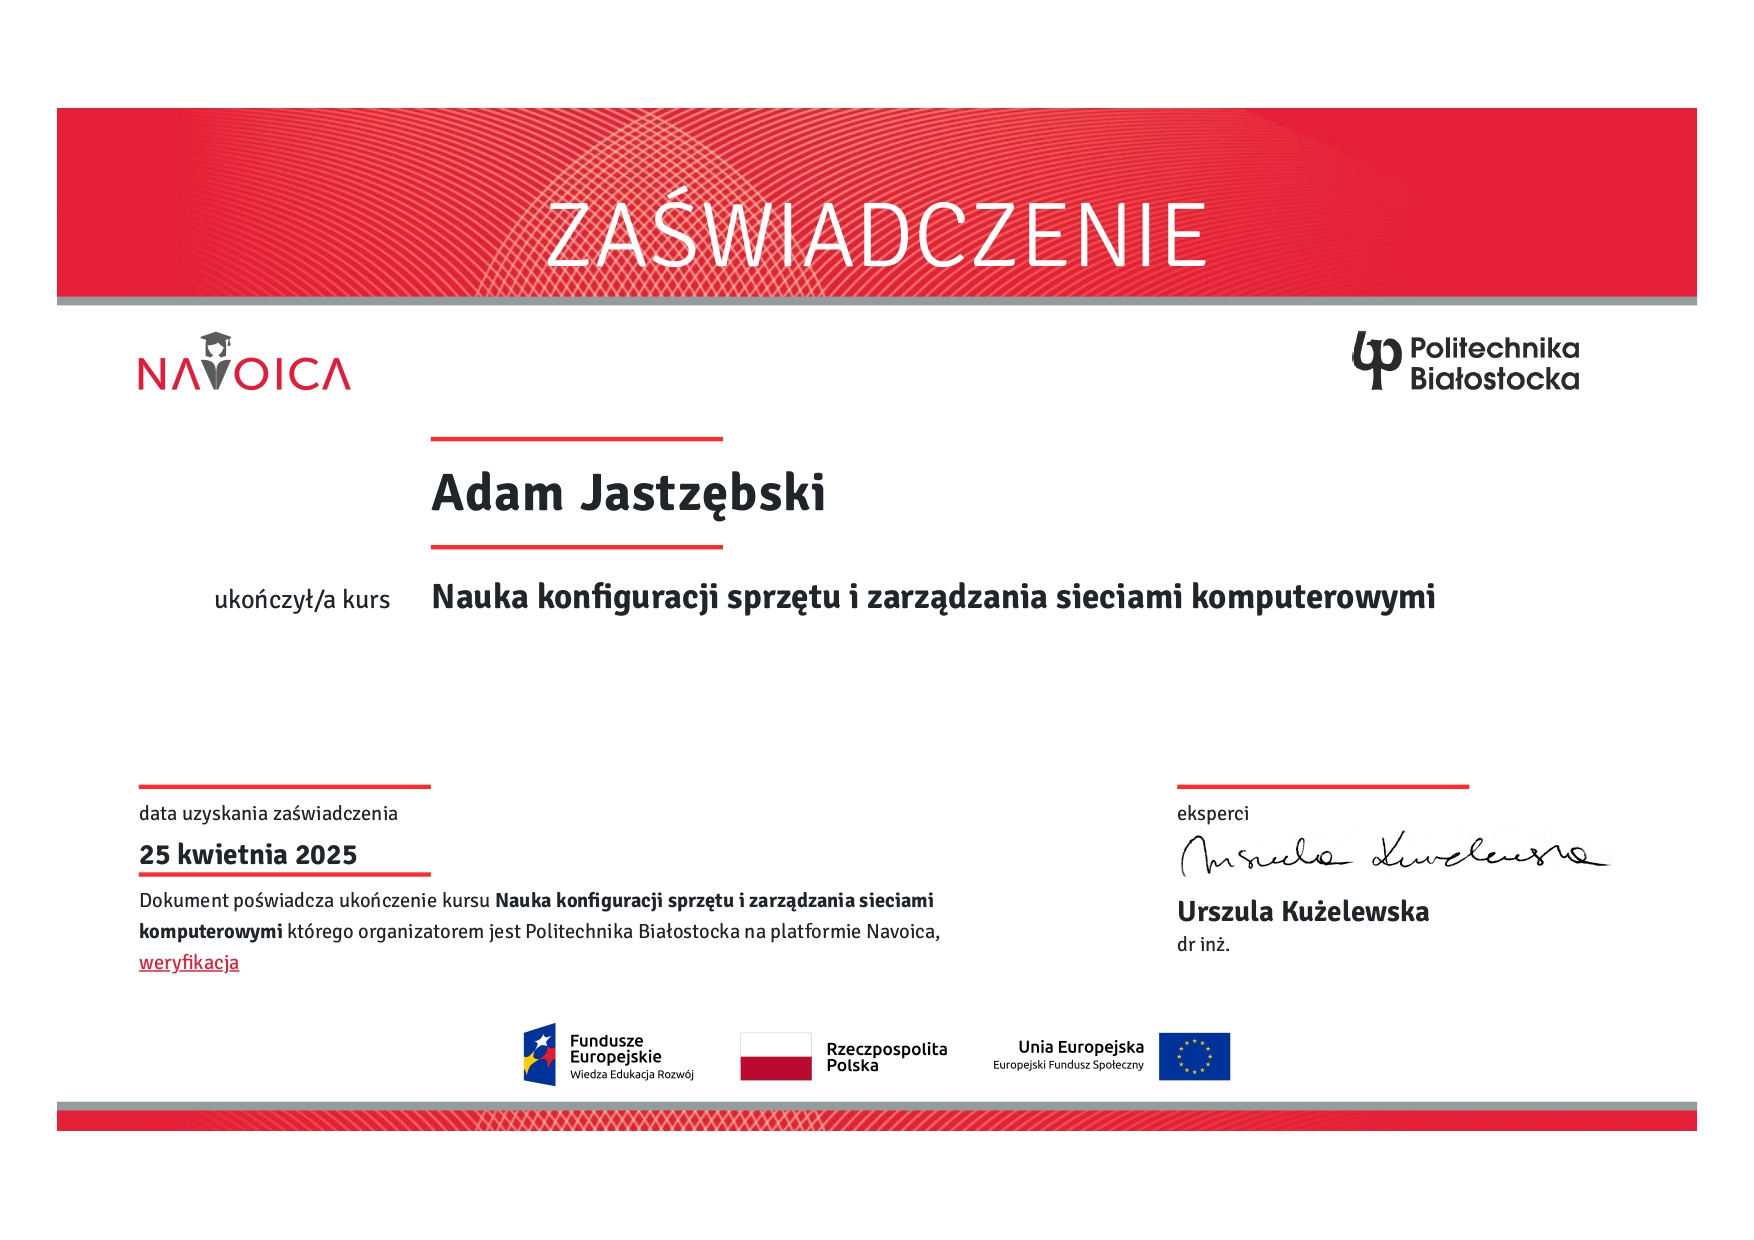 ZAŚWIADCZENIE
NAVOICA
Politechnika
Białostocka
Adam Jastzębski
ukończył/a kurs Nauka konfiguracji sprzętu i zarządzania sieciami komputerowymi
data uzyskania zaświadczenia
25 kwietnia 2025
Dokument poświadcza ukończenie kursu Nauka konfiguracji sprzętu i zarządzania sieciami
komputerowymi którego organizatorem jest Politechnika Białostocka na platformie Navoica,
weryfikacja
eksperci
Urszula Kużelewska
Urszula Kużelewska
dr inż.
Fundusze
Europejskie
Wiedza Edukacja Rozwój
Rzeczpospolita
Polska
Unia Europejska
Europejski Fundusz Społeczny